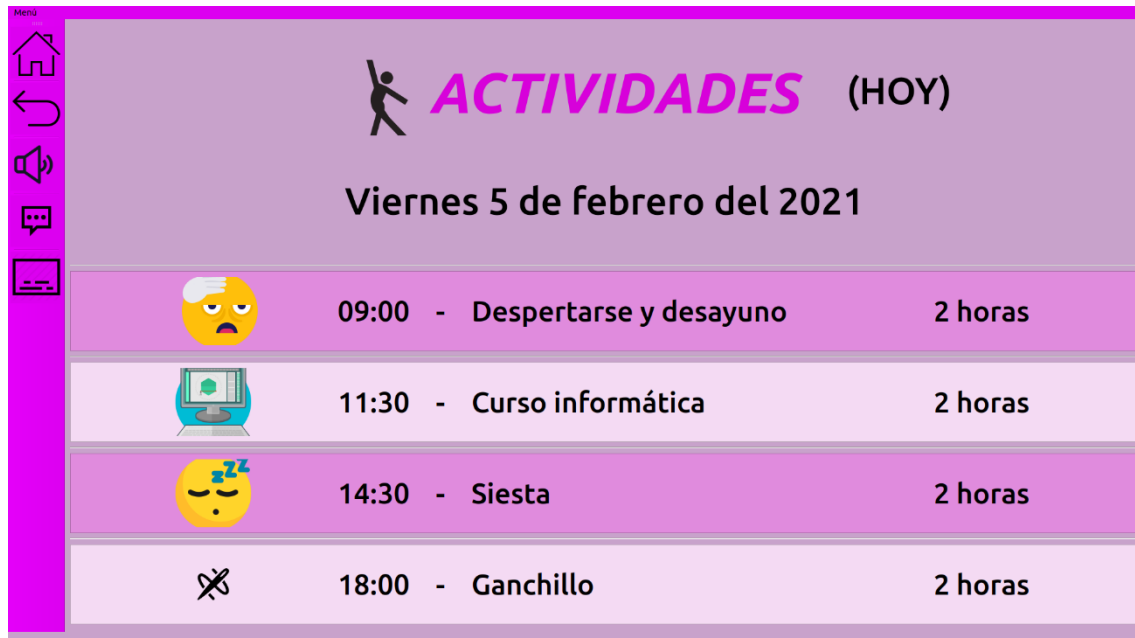 Menú
ACTIVIDADES (HOY)
Viernes 5 de febrero del 2021
09:00 - Despertarse y desayuno 2 horas
11:30 - Curso informática 2 horas
14:30 - Siesta 2 horas
18:00 - Ganchillo 2 horas